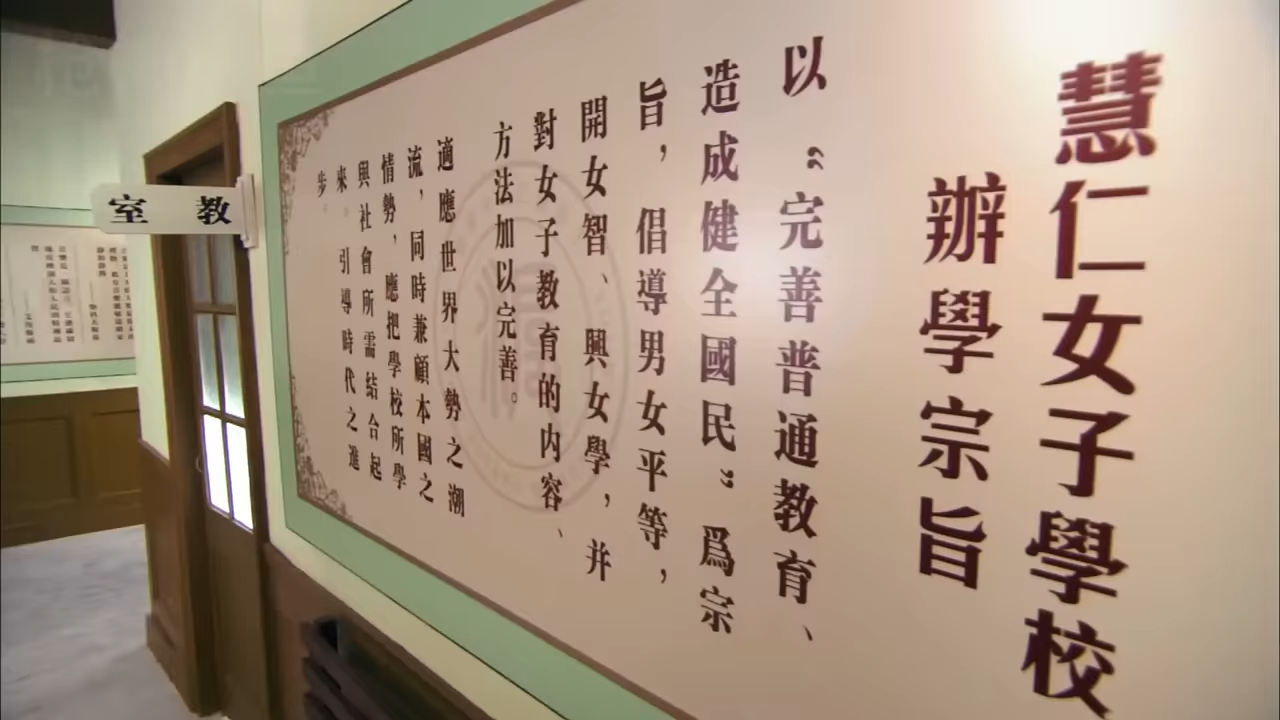 慧仁女子學校
辦學宗旨
以“完善普通教育、
造成健全國民”爲宗
旨，倡導男女平等，
開女智、興女學，并
對女子教育的内容、
方法加以完善。
適應世界大勢之潮
流，同時兼顧本國之
情勢，應把學校所學
與社會所需結合起
來。引導時代之進
步。
教室